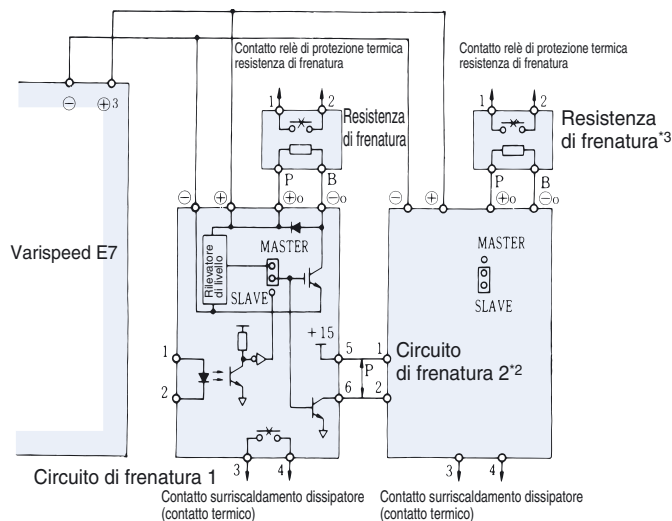 Contatto relè di protezione termica
resistenza di frenatura
Contatto relè di protezione termica
resistenza di frenatura
⊖ ⊕3
1 2
Resistenza
di frenatura
P B
1 2
Resistenza
di frenatura*3
P B
⊖ ⊕ ⊕o ⊖o
⊖ ⊕ ⊕o ⊖o
Varispeed E7
Rilevatore
di livello
MASTER
SLAVE
+15
1
2
5
6
P
3 4
MASTER
SLAVE
1
2
Circuito
di frenatura 2*2
3 4
Circuito di frenatura 1
Contatto surriscaldamento dissipatore
(contatto termico)
Contatto surriscaldamento dissipatore
(contatto termico)